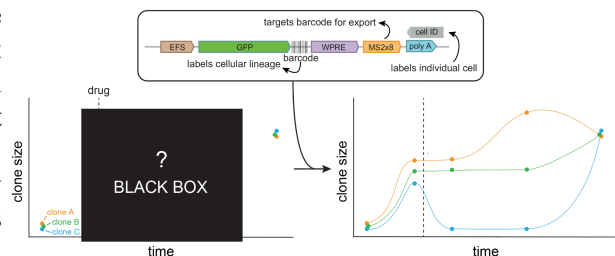 targets barcode for export
cell ID
EFS
GFP
WPRE
MS2x8
poly A
barcode
labels cellular lineage
labels individual cell
drug
?
BLACK BOX
clone size
clone A
clone B
clone C
time
clone size
time